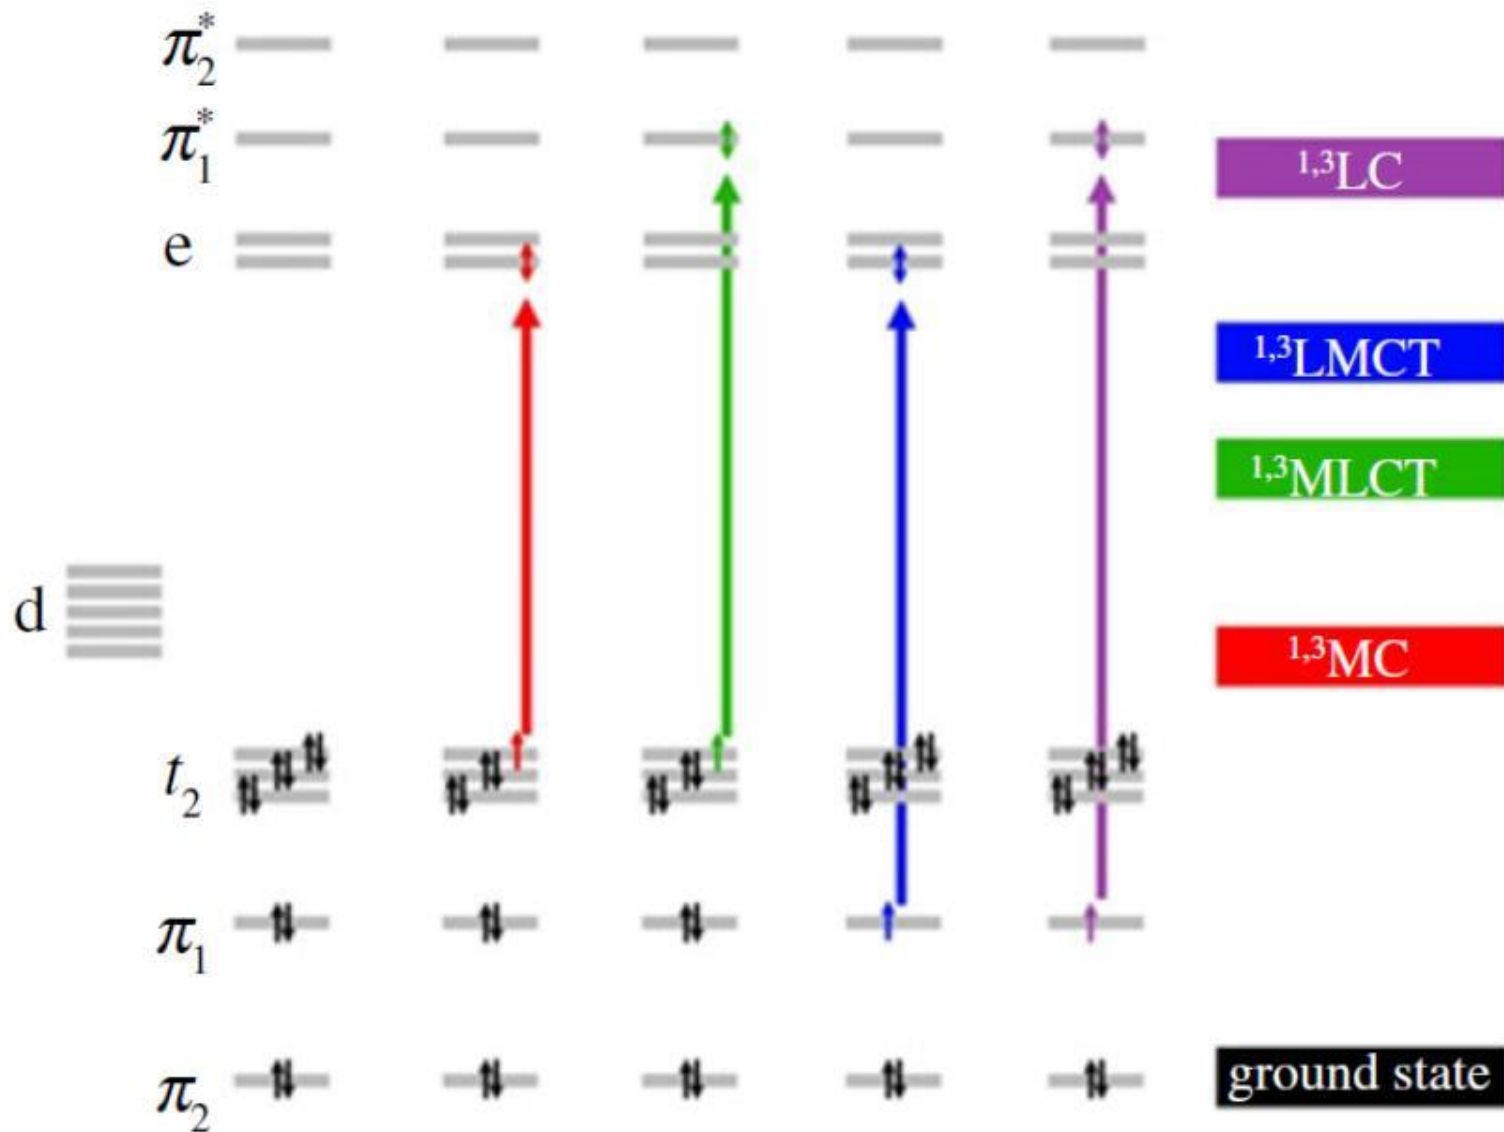 π₂*
π₁*
e
d
t₂
π₁
π₂
¹,³LC
¹,³LMCT
¹,³MLCT
¹,³MC
ground state